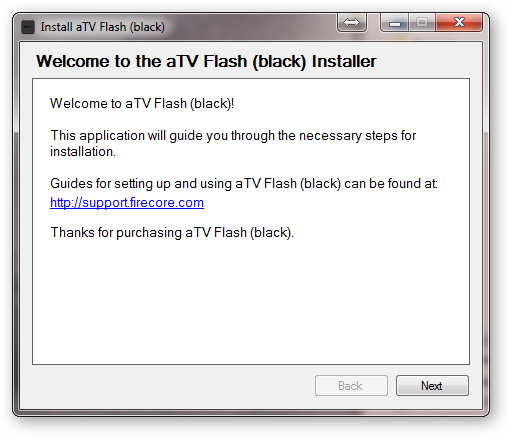 Install aTV Flash (black)
Welcome to the aTV Flash (black) Installer
Welcome to aTV Flash (black)!
This application will guide you through the necessary steps for
installation.
Guides for setting up and using aTV Flash (black) can be found at:
http://support.firecore.com
Thanks for purchasing aTV Flash (black).
Back
Next